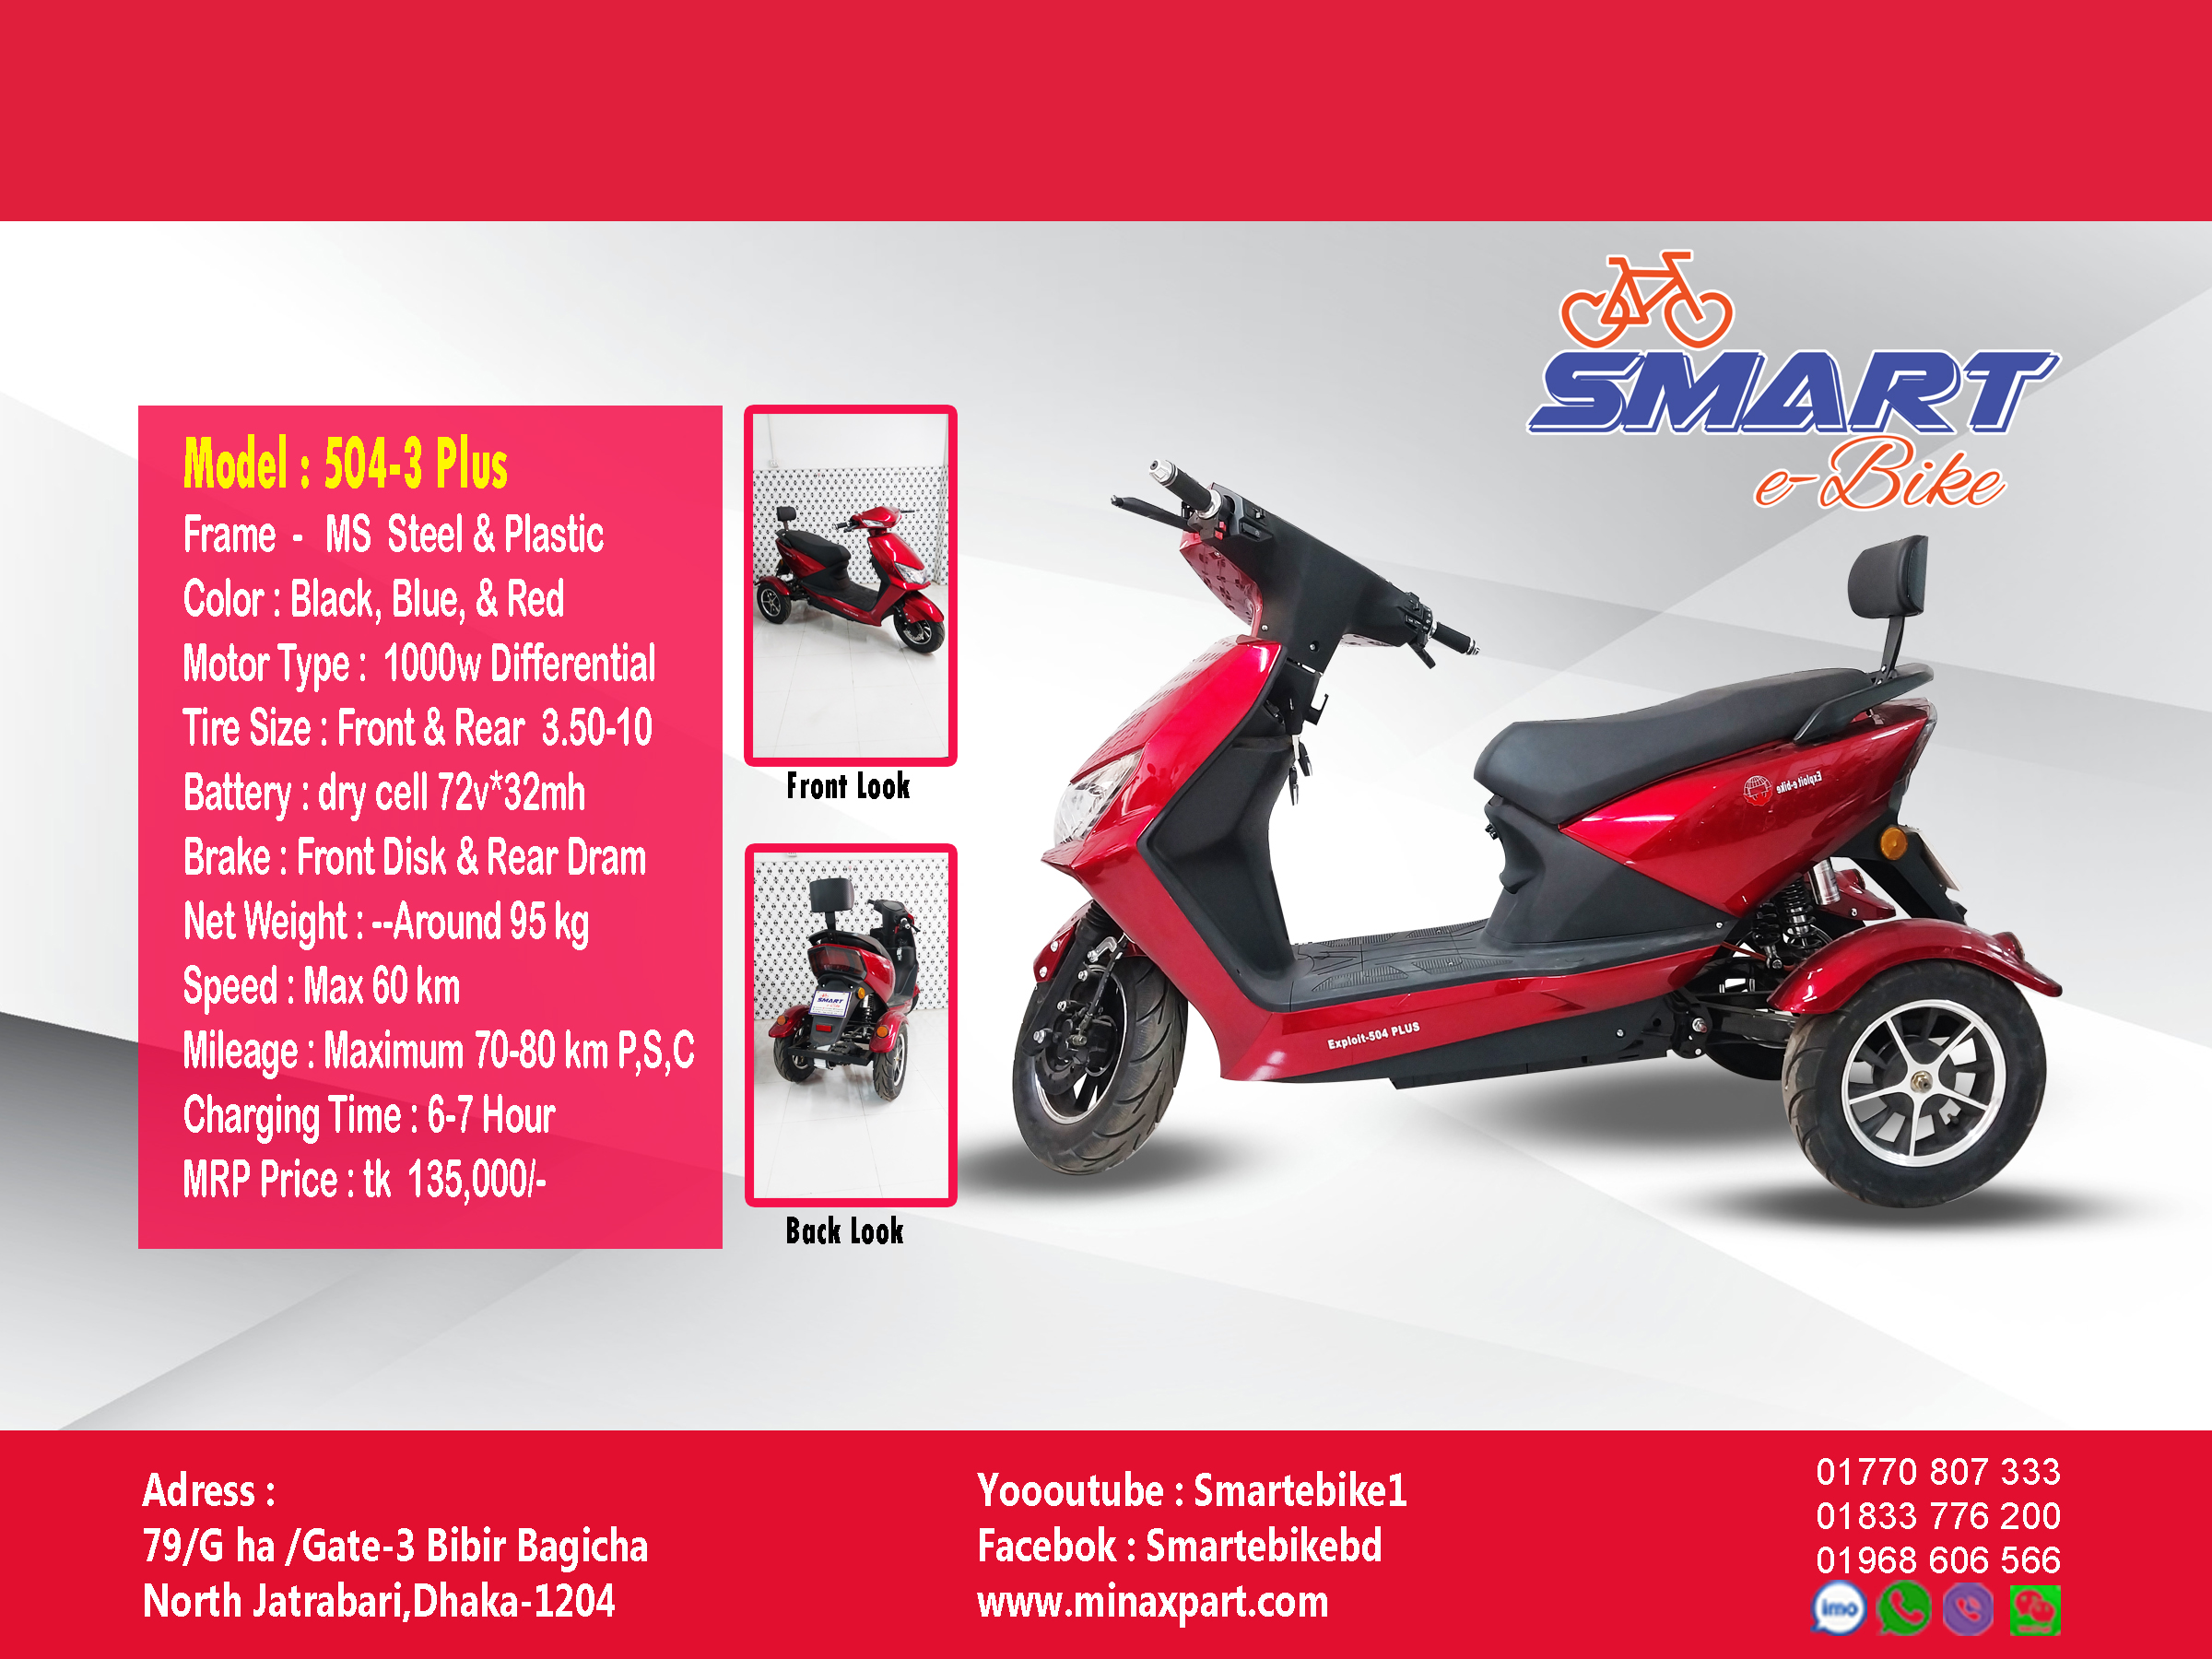 SMART
e-Bike
Model : 504-3 Plus
Frame - MS Steel & Plastic
Color : Black, Blue, & Red
Motor Type : 1000w Differential
Tire Size : Front & Rear 3.50-10
Battery : dry cell 72v*32mh
Brake : Front Disk & Rear Dram
Net Weight : --Around 95 kg
Speed : Max 60 km
Mileage : Maximum 70-80 km P,S,C
Charging Time : 6-7 Hour
MRP Price : tk 135,000/-
Front Look
SMART
Back Look
Exploit e-bike
Exploit-504 PLUS
Adress :
79/G ha /Gate-3 Bibir Bagicha
North Jatrabari,Dhaka-1204
Yoooutube : Smartebike1
Facebok : Smartebikebd
www.minaxpart.com
01770 807 333
01833 776 200
01968 606 566
imo